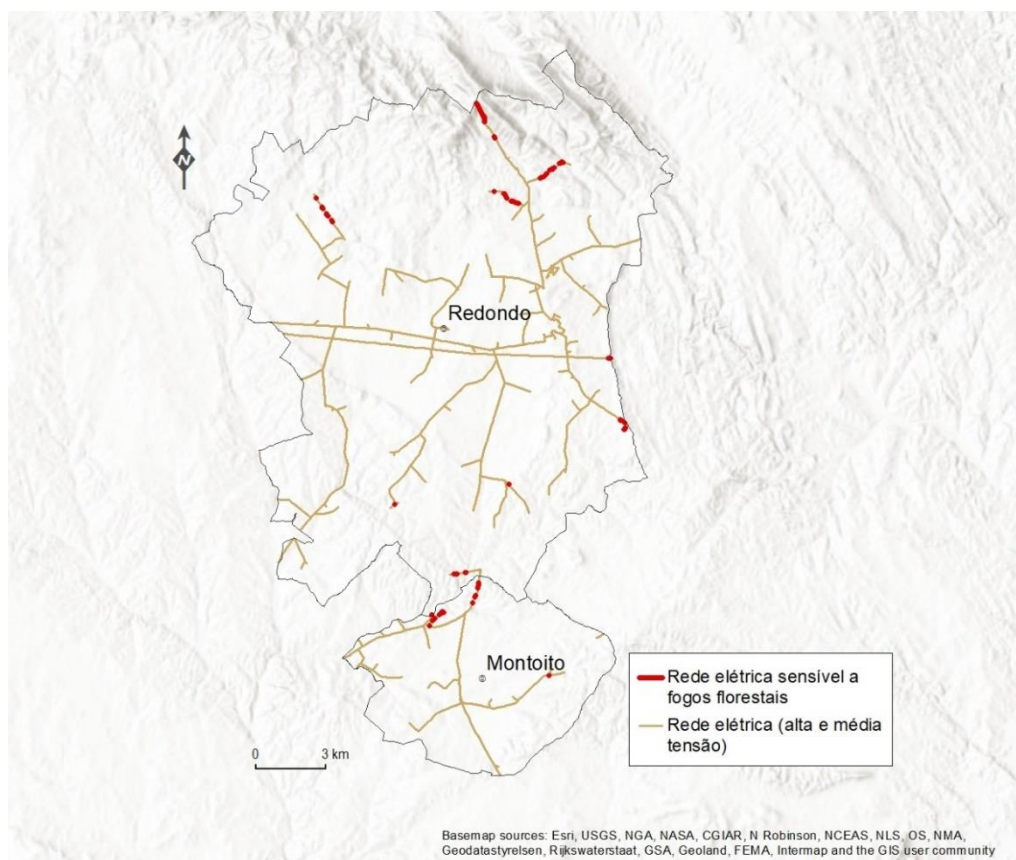 N
Redondo
Montoito
Rede elétrica sensível a
fogos florestais
Rede elétrica (alta e média
tensão)
0 3 km
Basemap sources: Esri, USGS, NGA, NASA, CGIAR, N Robinson, NCEAS, NLS, OS, NMA,
Geodatastyrelsen, Rijkswaterstaat, GSA, Geoland, FEMA, Intermap and the GIS user community